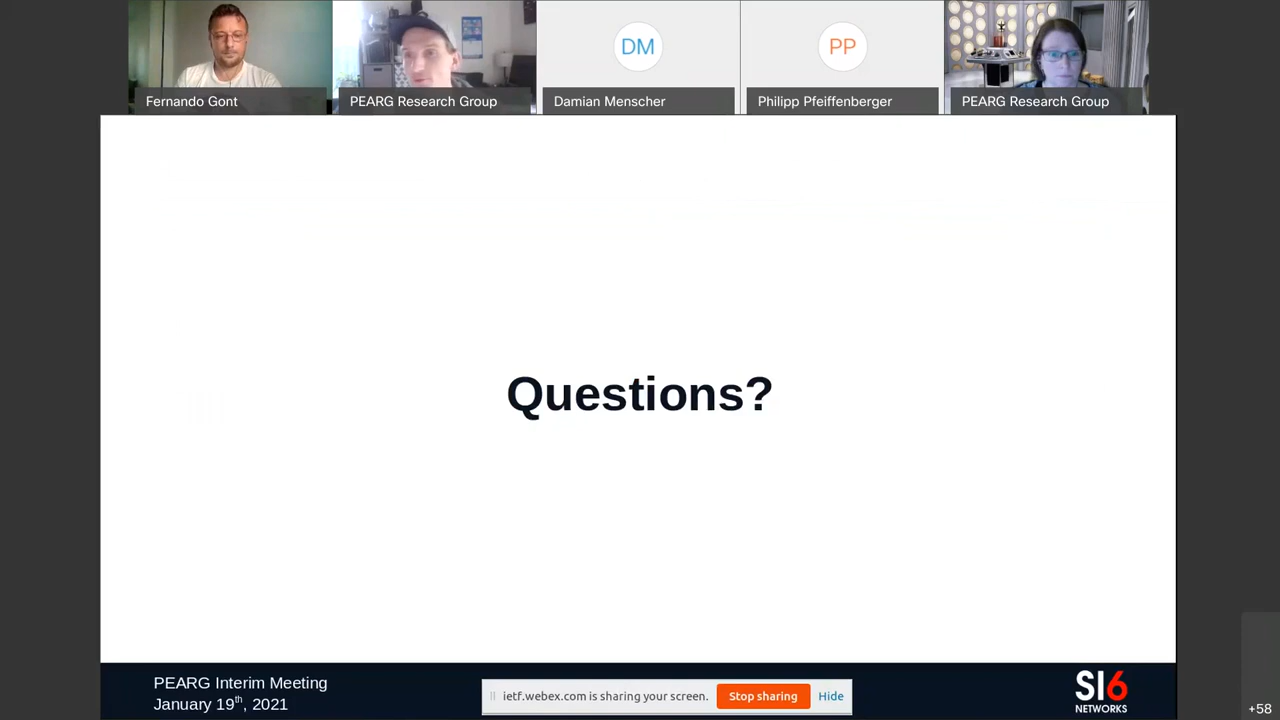 DM
PP
Fernando Gont
PEARG Research Group
Damian Menscher
Philipp Pfeiffenberger
PEARG Research Group
Questions?
PEARG Interim Meeting
January 19th, 2021
ietf.webex.com is sharing your screen.
Stop sharing
Hide
SI6
NETWORKS
+58